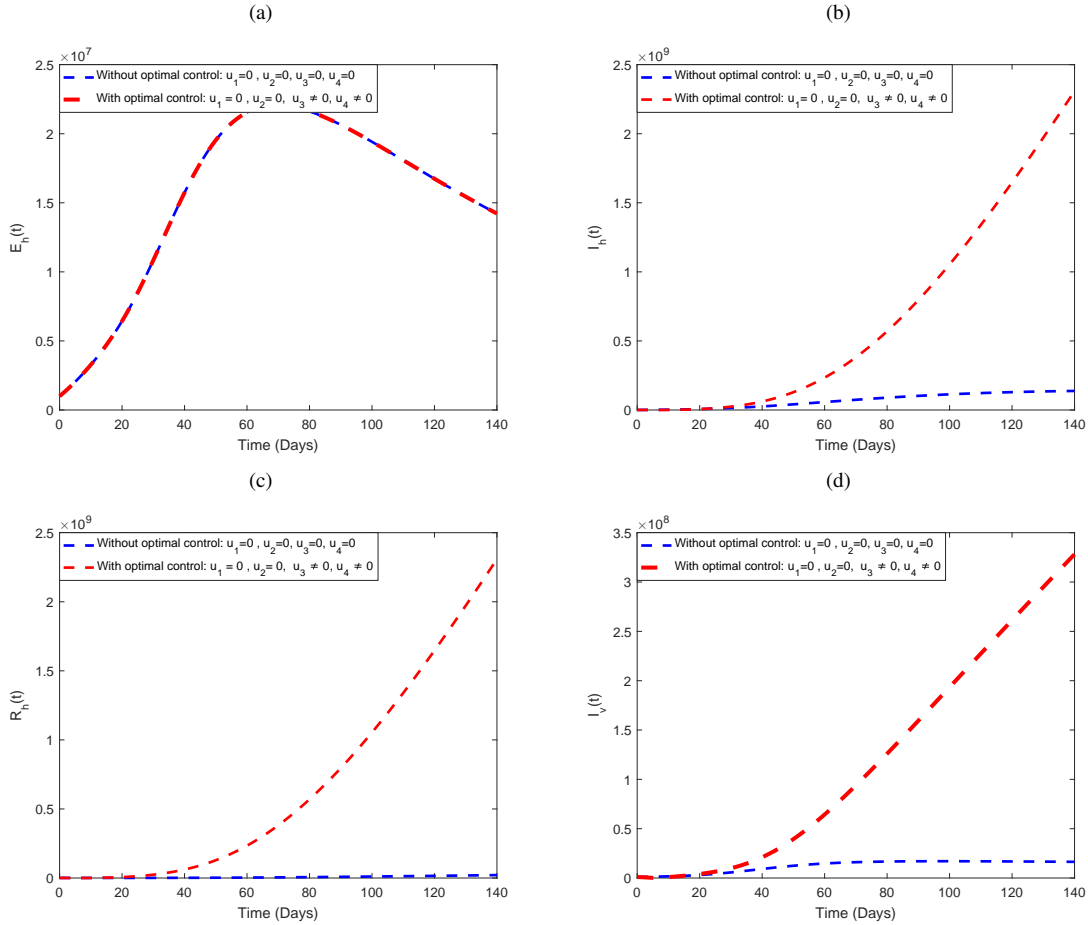 (a)
×10^7
2.5
2
1.5
1
0.5
0
E_h(t)
Without optimal control: u_1=0 , u_2=0, u_3=0, u_4=0
With optimal control: u_1 = 0 , u_2= 0, u_3 ≠ 0, u_4 ≠ 0
0 20 40 60 80 100 120 140
Time (Days)
(b)
×10^9
2.5
2
1.5
1
0.5
0
I_h(t)
Without optimal control: u_1=0 , u_2=0, u_3=0, u_4=0
With optimal control: u_1= 0 , u_2= 0, u_3 ≠ 0, u_4 ≠ 0
0 20 40 60 80 100 120 140
Time (Days)
(c)
×10^9
2.5
2
1.5
1
0.5
0
R_h(t)
Without optimal control: u_1=0 , u_2=0, u_3=0, u_4=0
With optimal control: u_1 = 0 , u_2= 0, u_3 ≠ 0, u_4 ≠ 0
0 20 40 60 80 100 120 140
Time (Days)
(d)
×10^8
3.5
3
2.5
2
1.5
1
0.5
0
I_v(t)
Without optimal control: u_1=0 , u_2=0, u_3=0, u_4=0
With optimal control: u_1=0 , u_2=0, u_3 ≠ 0, u_4 ≠ 0
0 20 40 60 80 100 120 140
Time (Days)